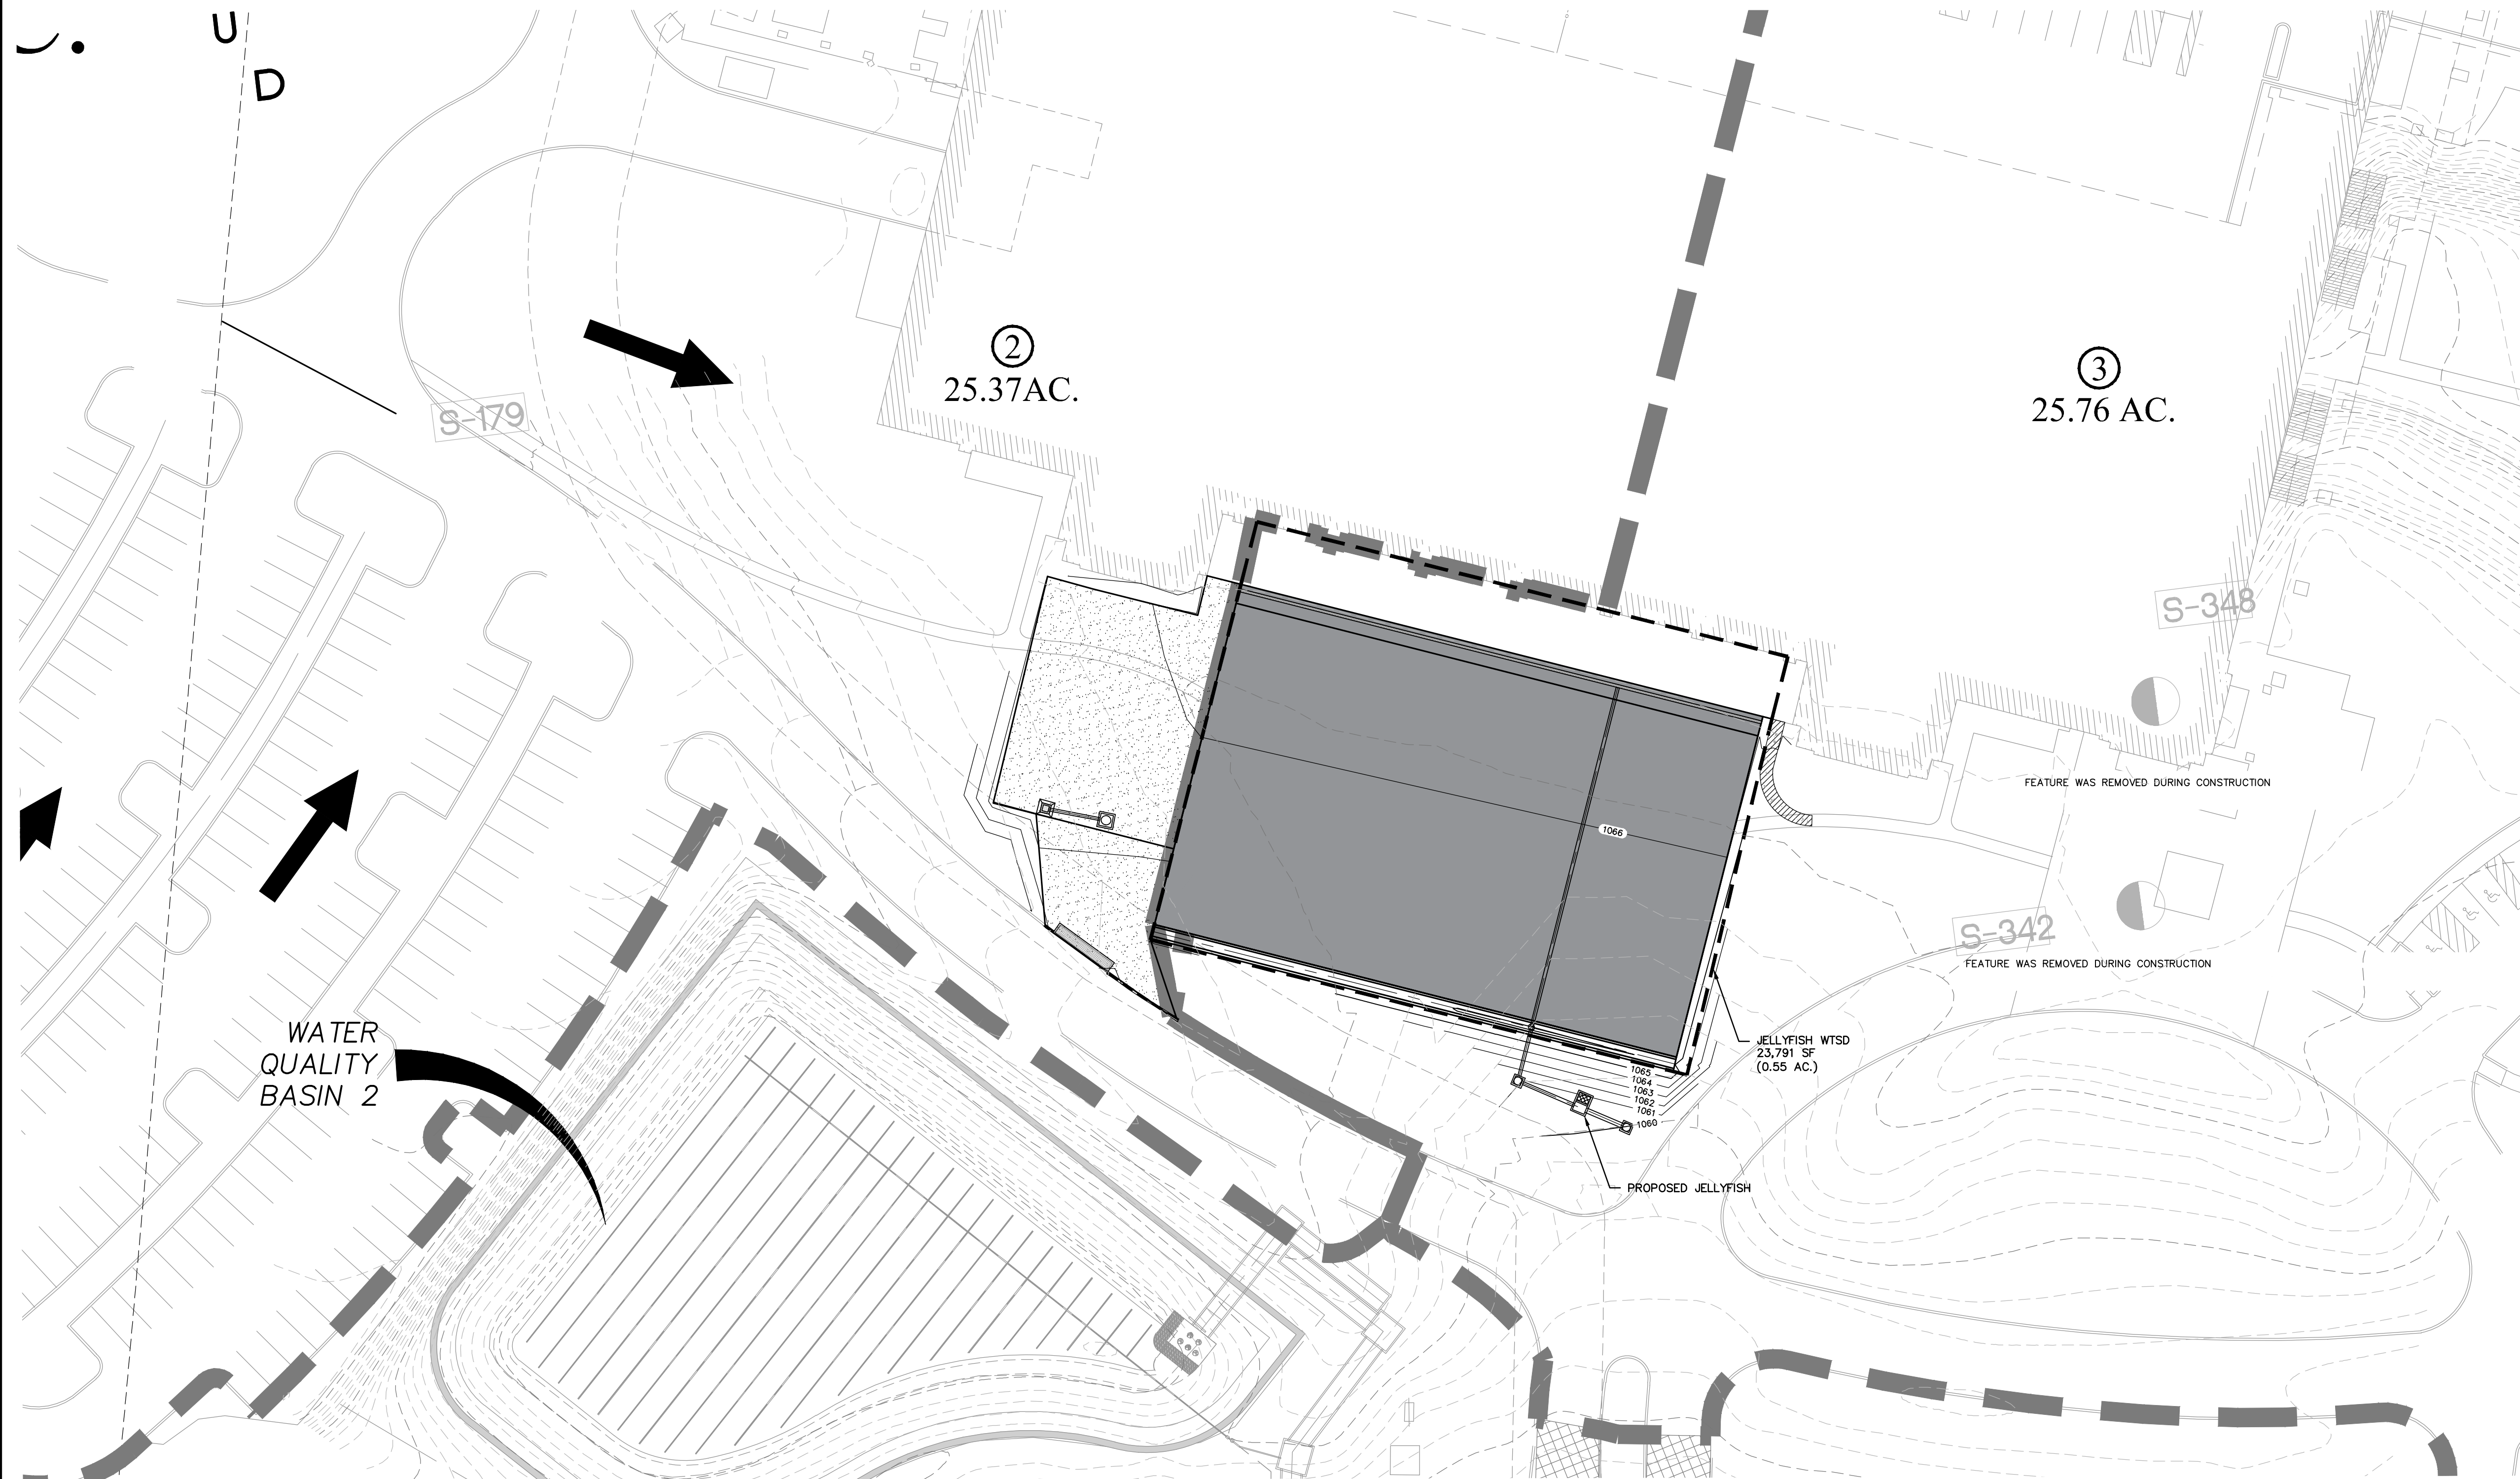 U
D
S-179
2
25.37AC.
3
25.76 AC.
S-348
FEATURE WAS REMOVED DURING CONSTRUCTION
1066
S-342
FEATURE WAS REMOVED DURING CONSTRUCTION
WATER
QUALITY
BASIN 2
JELLYFISH WTSD
23,791 SF
(0.55 AC.)
1065
1064
1063
1062
1061
1060
PROPOSED JELLYFISH